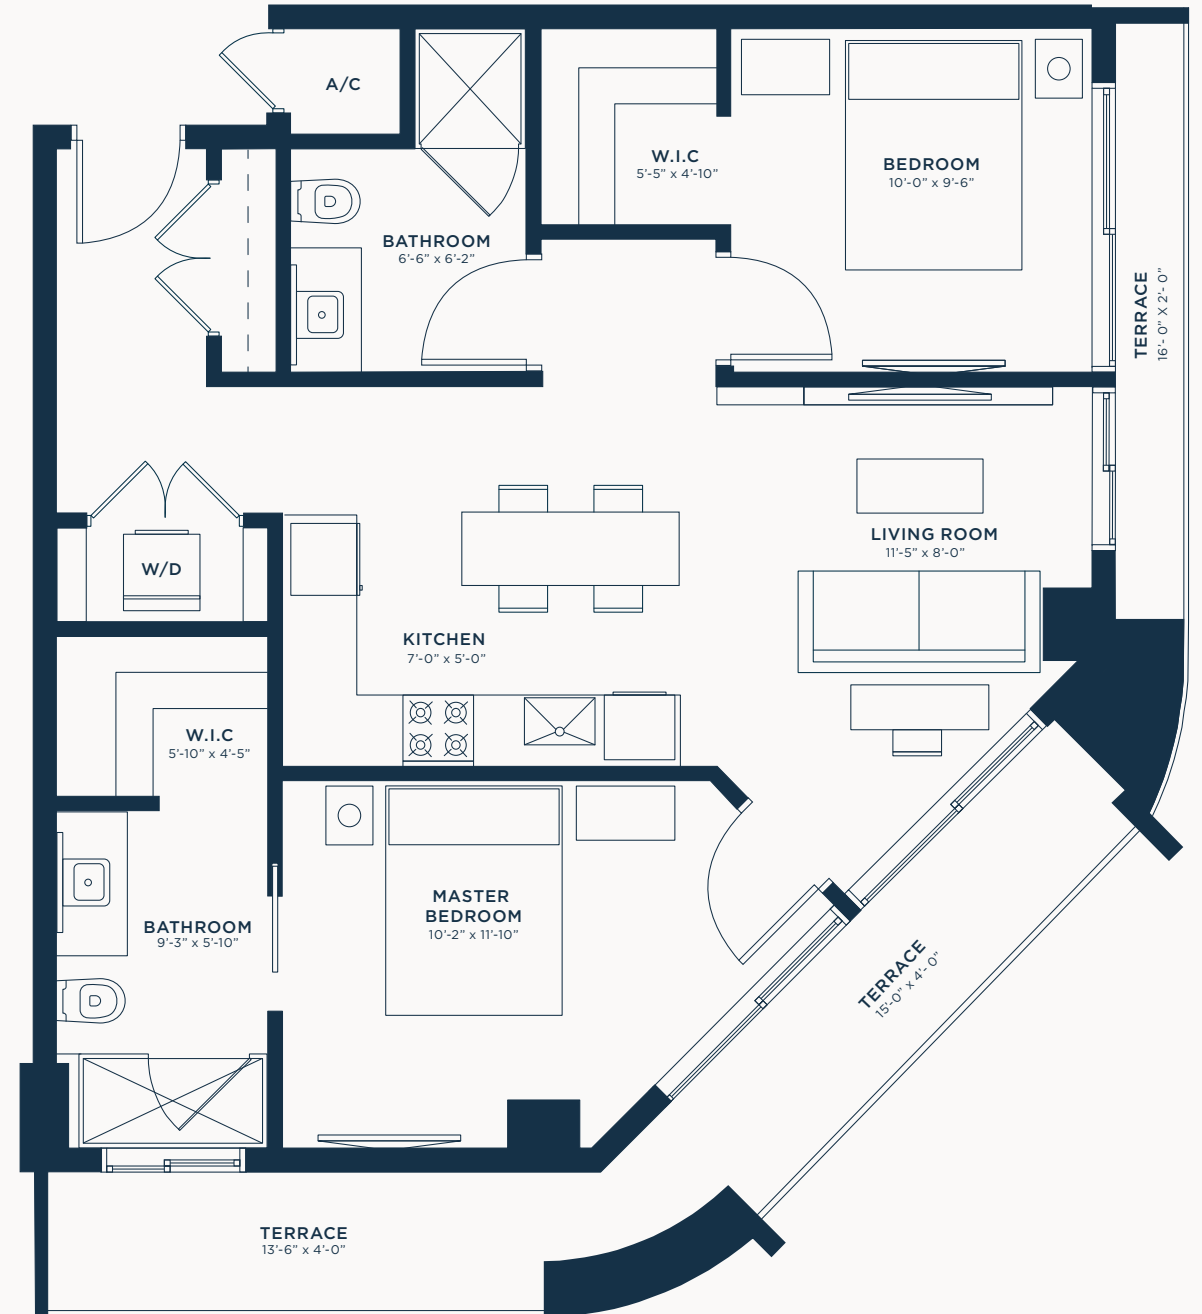 A/C
W.I.C
5'-5" x 4'-10"
BEDROOM
10'-0" x 9'-6"
BATHROOM
6'-6" x 6'-2"
TERRACE
16'- 0" X 2'- 0"
LIVING ROOM
11'-5" x 8'-0"
W/D
KITCHEN
7'-0" x 5'-0"
W.I.C
5'-10" x 4'-5"
MASTER
BEDROOM
10'-2" x 11'-10"
BATHROOM
9'-3" x 5'-10"
TERRACE
15'-0" x 4'- 0"
TERRACE
13'-6" x 4'-0"